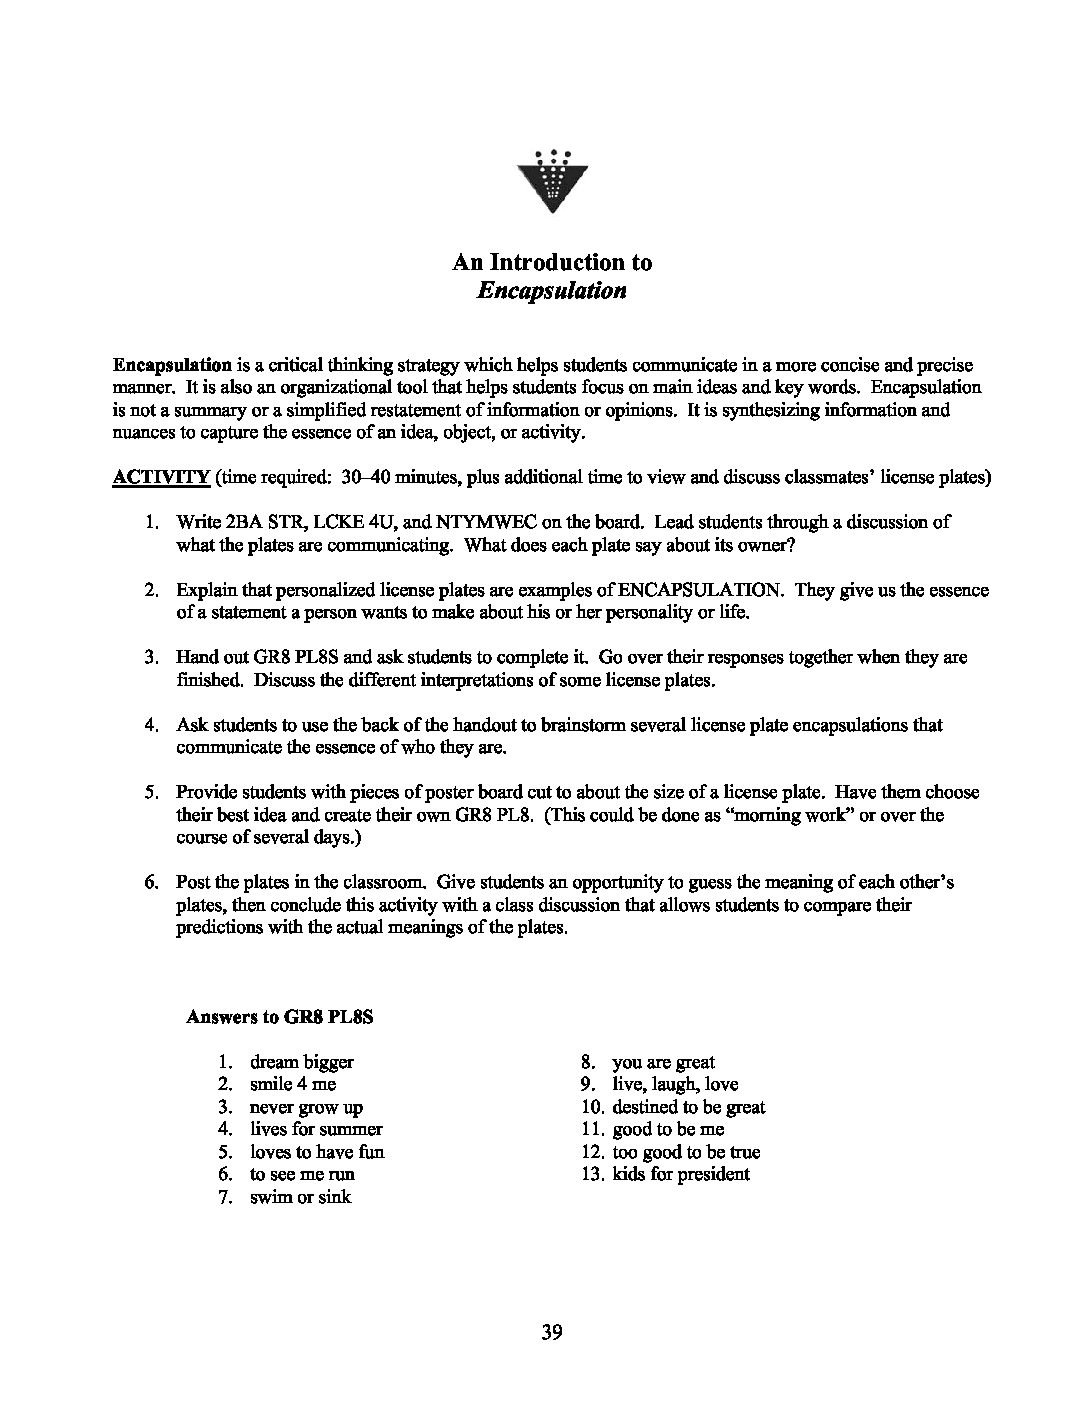 An Introduction to
Encapsulation
Encapsulation is a critical thinking strategy which helps students communicate in a more concise and precise
manner. It is also an organizational tool that helps students focus on main ideas and key words. Encapsulation
is not a summary or a simplified restatement of information or opinions. It is synthesizing information and
nuances to capture the essence of an idea, object, or activity.
ACTIVITY (time required: 30–40 minutes, plus additional time to view and discuss classmates’ license plates)
1. Write 2BA STR, LCKE 4U, and NTYMWEC on the board. Lead students through a discussion of
what the plates are communicating. What does each plate say about its owner?
2. Explain that personalized license plates are examples of ENCAPSULATION. They give us the essence
of a statement a person wants to make about his or her personality or life.
3. Hand out GR8 PL8S and ask students to complete it. Go over their responses together when they are
finished. Discuss the different interpretations of some license plates.
4. Ask students to use the back of the handout to brainstorm several license plate encapsulations that
communicate the essence of who they are.
5. Provide students with pieces of poster board cut to about the size of a license plate. Have them choose
their best idea and create their own GR8 PL8. (This could be done as “morning work” or over the
course of several days.)
6. Post the plates in the classroom. Give students an opportunity to guess the meaning of each other’s
plates, then conclude this activity with a class discussion that allows students to compare their
predictions with the actual meanings of the plates.
Answers to GR8 PL8S
1. dream bigger
2. smile 4 me
3. never grow up
4. lives for summer
5. loves to have fun
6. to see me run
7. swim or sink
8. you are great
9. live, laugh, love
10. destined to be great
11. good to be me
12. too good to be true
13. kids for president
39